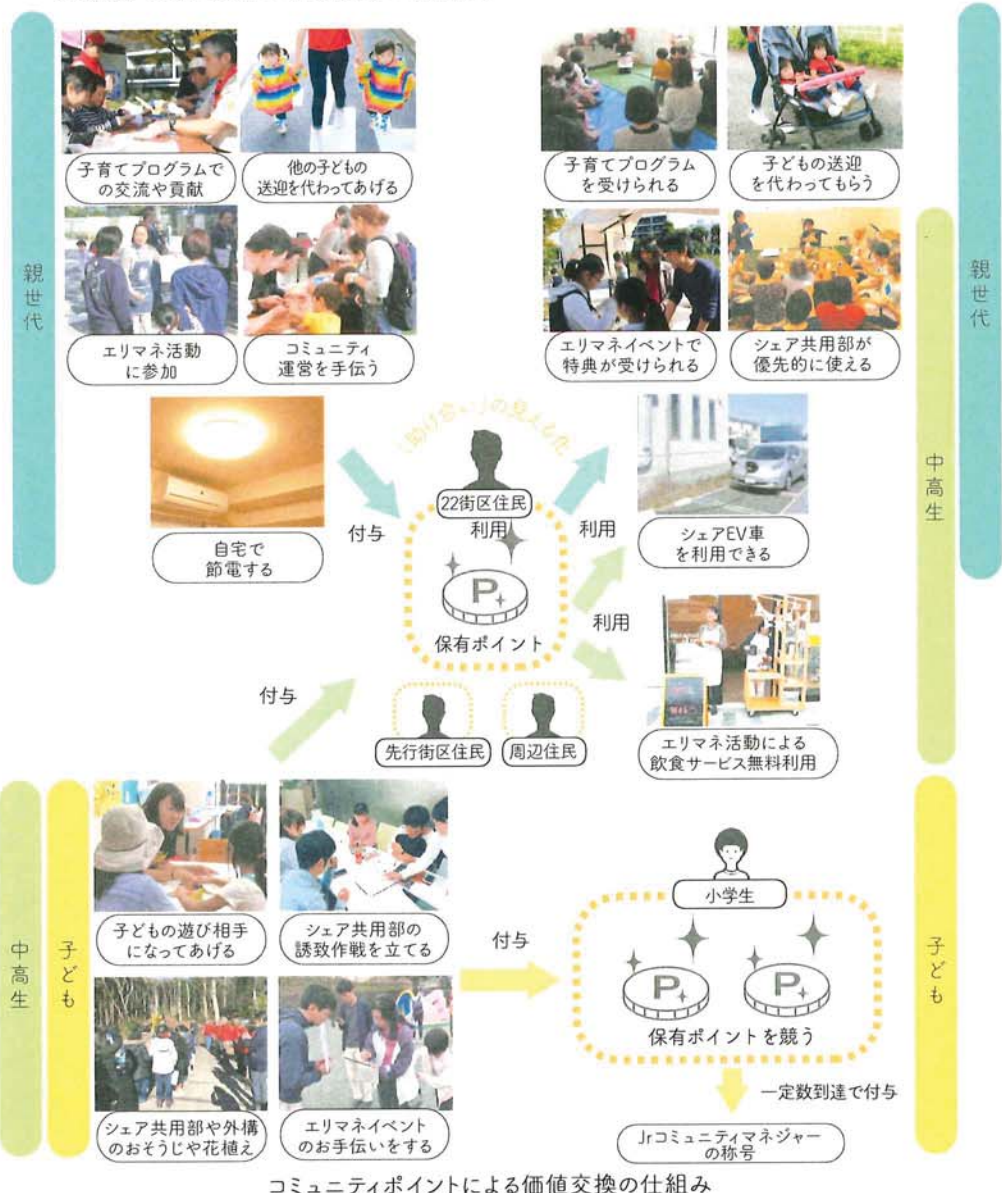 親世代
子育てプログラムで
の交流や貢献
他の子どもの
送迎を代わってあげる
エリマネ活動
に参加
コミュニティ
運営を手伝う
自宅で
節電する
付与
子育てプログラム
を受けられる
子どもの送迎
を代わってもらう
エリマネイベントで
特典が受けられる
シェア共用部が
優先的に使える
親世代
中高生
「助け合い」の見える化
22街区住民
利用
P
保有ポイント
利用
シェアEV車
を利用できる
利用
エリマネ活動による
飲食サービス無料利用
先行街区住民
周辺住民
付与
中高生
子ども
子どもの遊び相手
になってあげる
シェア共用部の
誘致作戦を立てる
シェア共用部や外構
のおそうじや花植え
エリマネイベント
のお手伝いをする
付与
小学生
P
P
保有ポイントを競う
一定数到達で付与
Jrコミュニティマネジャー
の称号
子ども
コミュニティポイントによる価値交換の仕組み